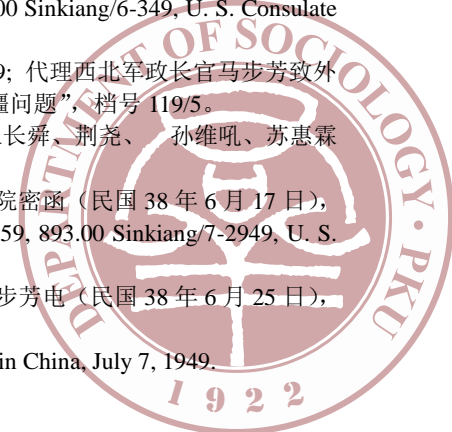 00 Sinkiang/6-349, U. S. Consulate
9; 代理西北军政长官马步芳致外
疆问题”，档号 119/5。
长舜、荆尧、 孙维吼、苏惠霖
院密函（民国 38 年 6 月 17 日），
59, 893.00 Sinkiang/7-2949, U. S.
步芳电（民国 38 年 6 月 25 日），
in China, July 7, 1949.
DEPARTMENT OF SOCIOLOGY · PKU
1922